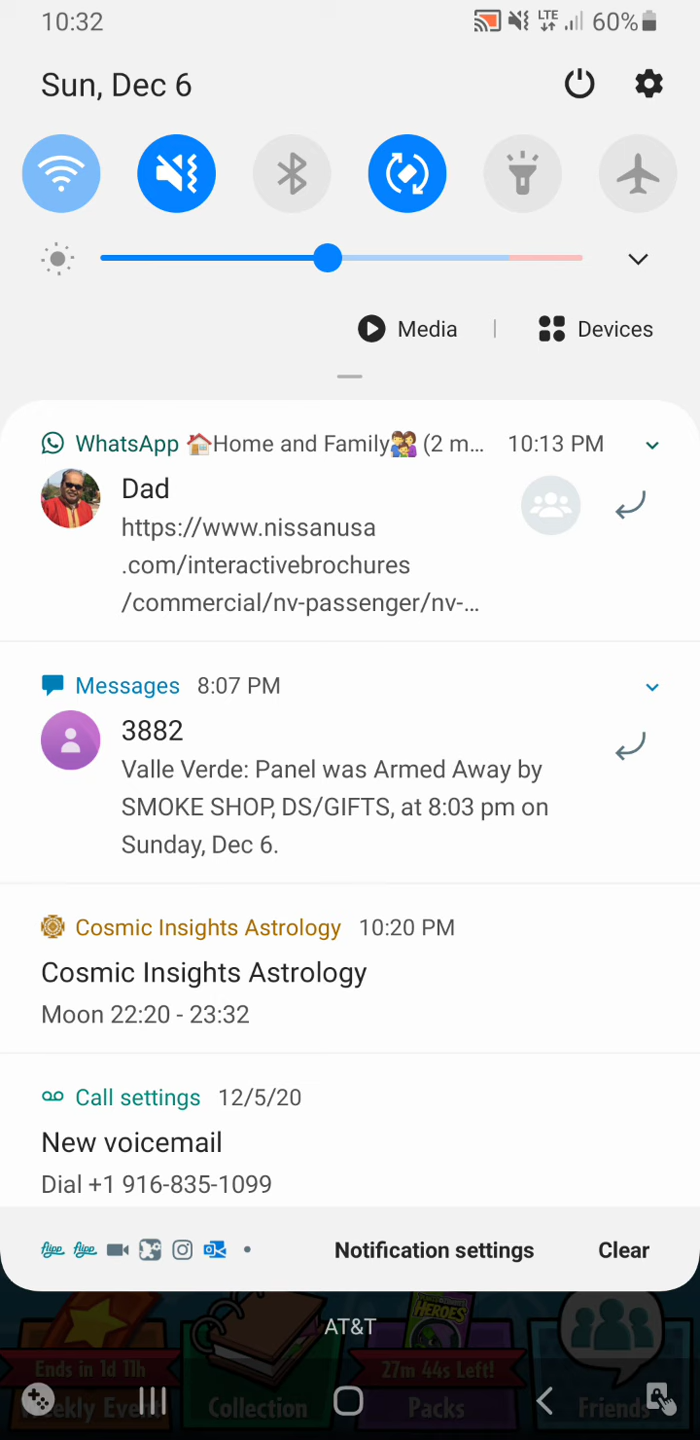 10:32
LTE
60%
Sun, Dec 6
Media
Devices
WhatsApp 🏠Home and Family👨‍👩‍👦 (2 m... 10:13 PM
Dad
https://www.nissanusa
.com/interactivebrochures
/commercial/nv-passenger/nv-...
Messages 8:07 PM
3882
Valle Verde: Panel was Armed Away by
SMOKE SHOP, DS/GIFTS, at 8:03 pm on
Sunday, Dec 6.
Cosmic Insights Astrology 10:20 PM
Cosmic Insights Astrology
Moon 22:20 - 23:32
Call settings 12/5/20
New voicemail
Dial +1 916-835-1099
flipp flipp
Notification settings
Clear
HEROES
AT&T
Ends in 1d 11h
27m 44s Left!
Collection
Packs
Friends